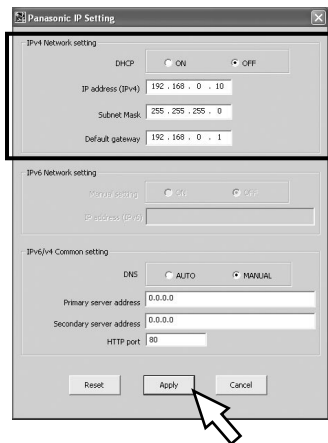 Panasonic IP Setting
IPv4 Network setting
DHCP ON OFF
IP address (IPv4) 192 . 168 . 0 . 10
Subnet Mask 255 . 255 . 255 . 0
Default gateway 192 . 168 . 0 . 1
IPv6 Network setting
Manual setting ON OFF
IP address (IPv6)
IPv6/v4 Common setting
DNS AUTO MANUAL
Primary server address 0.0.0.0
Secondary server address 0.0.0.0
HTTP port 80
Reset Apply Cancel